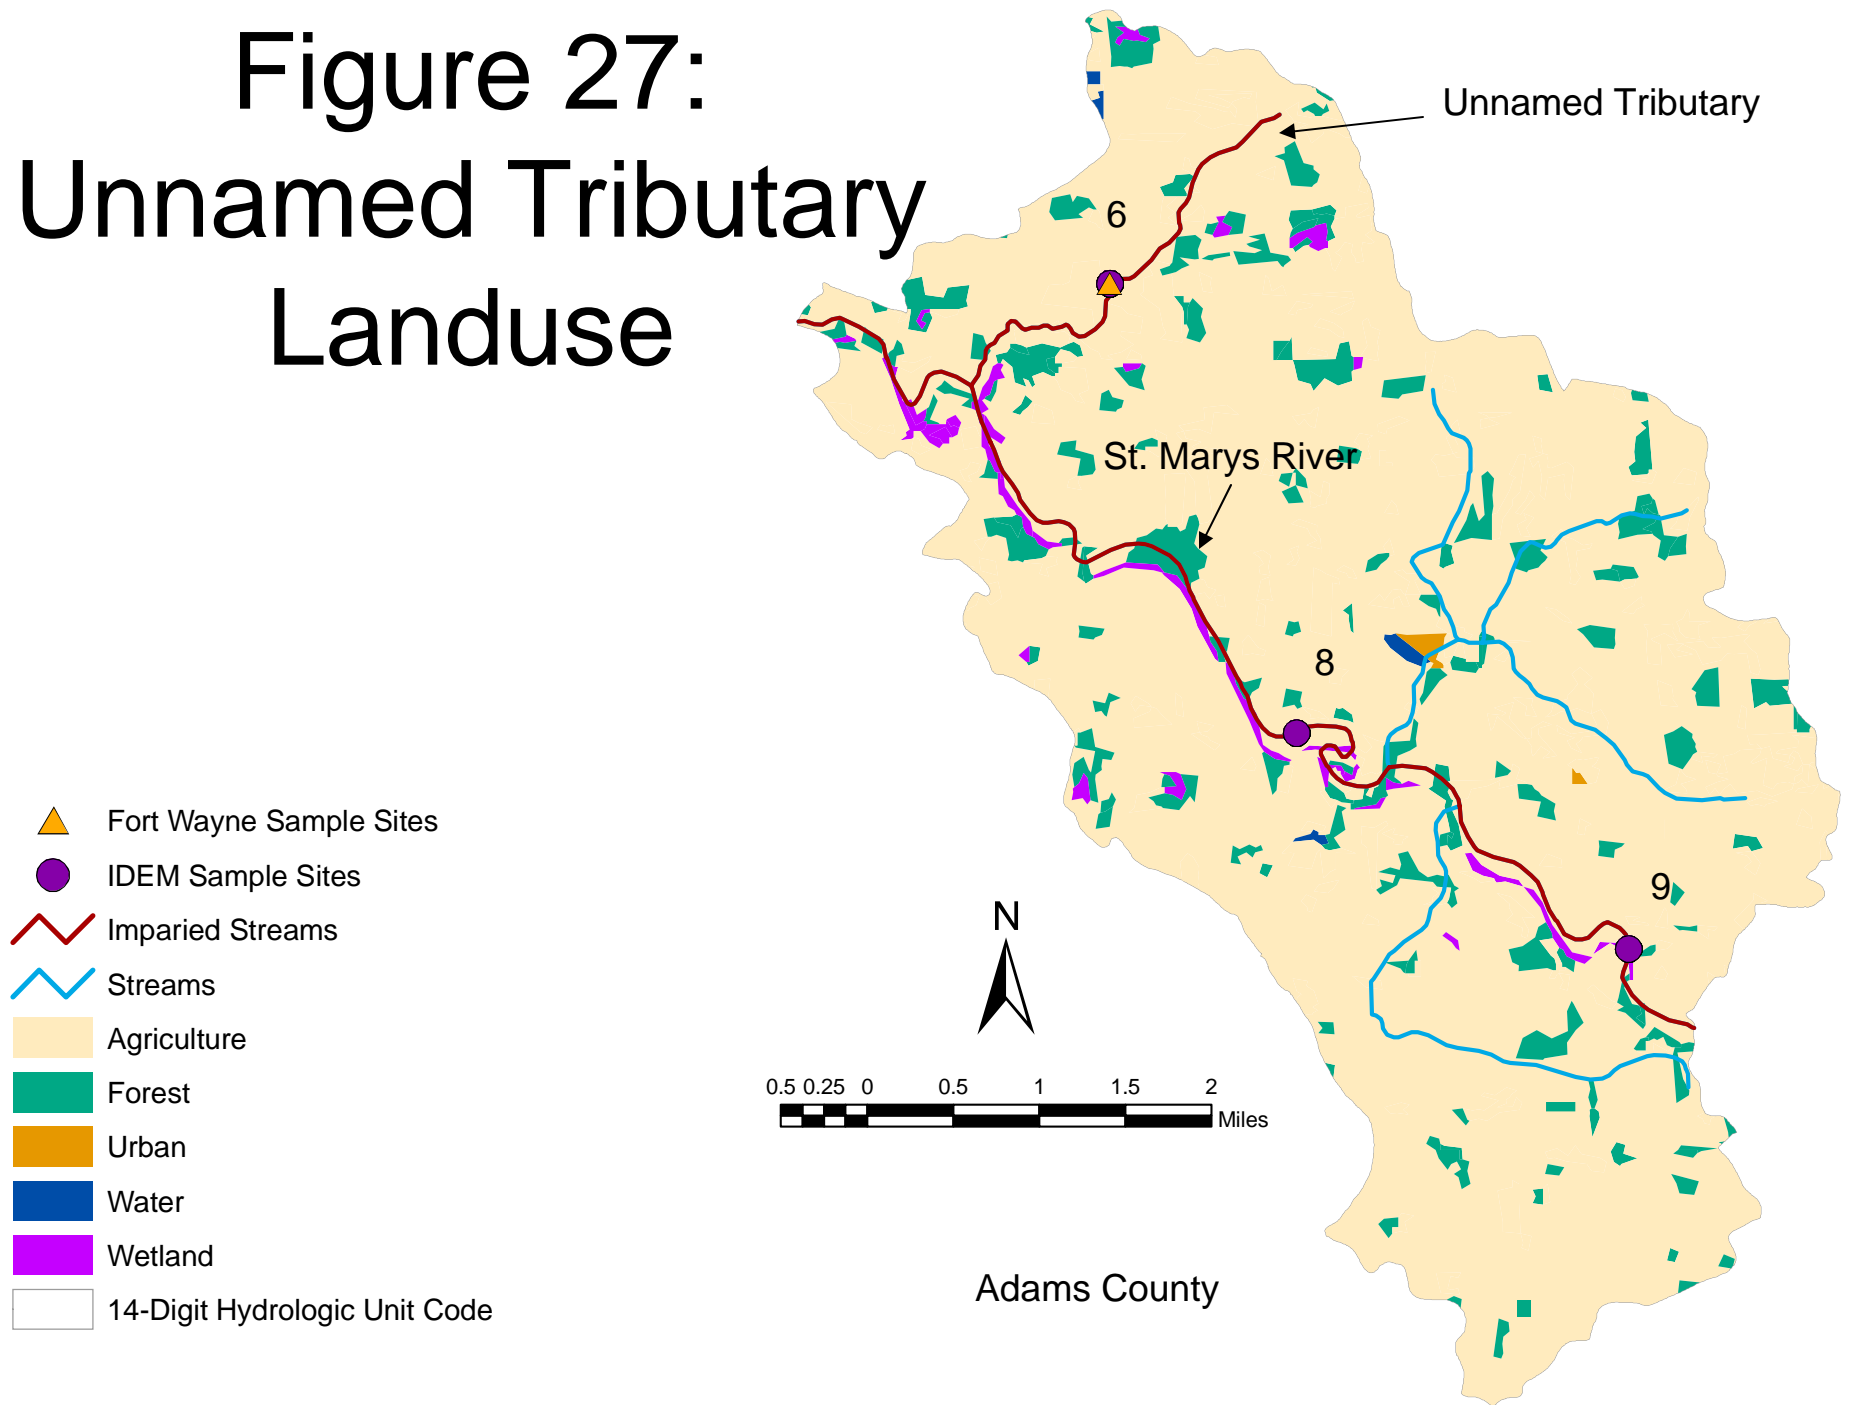 Figure 27:
Unnamed Tributary
Landuse
Unnamed Tributary
6
St. Marys River
8
9
Fort Wayne Sample Sites
IDEM Sample Sites
Imparied Streams
Streams
Agriculture
Forest
Urban
Water
Wetland
14-Digit Hydrologic Unit Code
N
0.5 0.25 0 0.5 1 1.5 2
Miles
Adams County